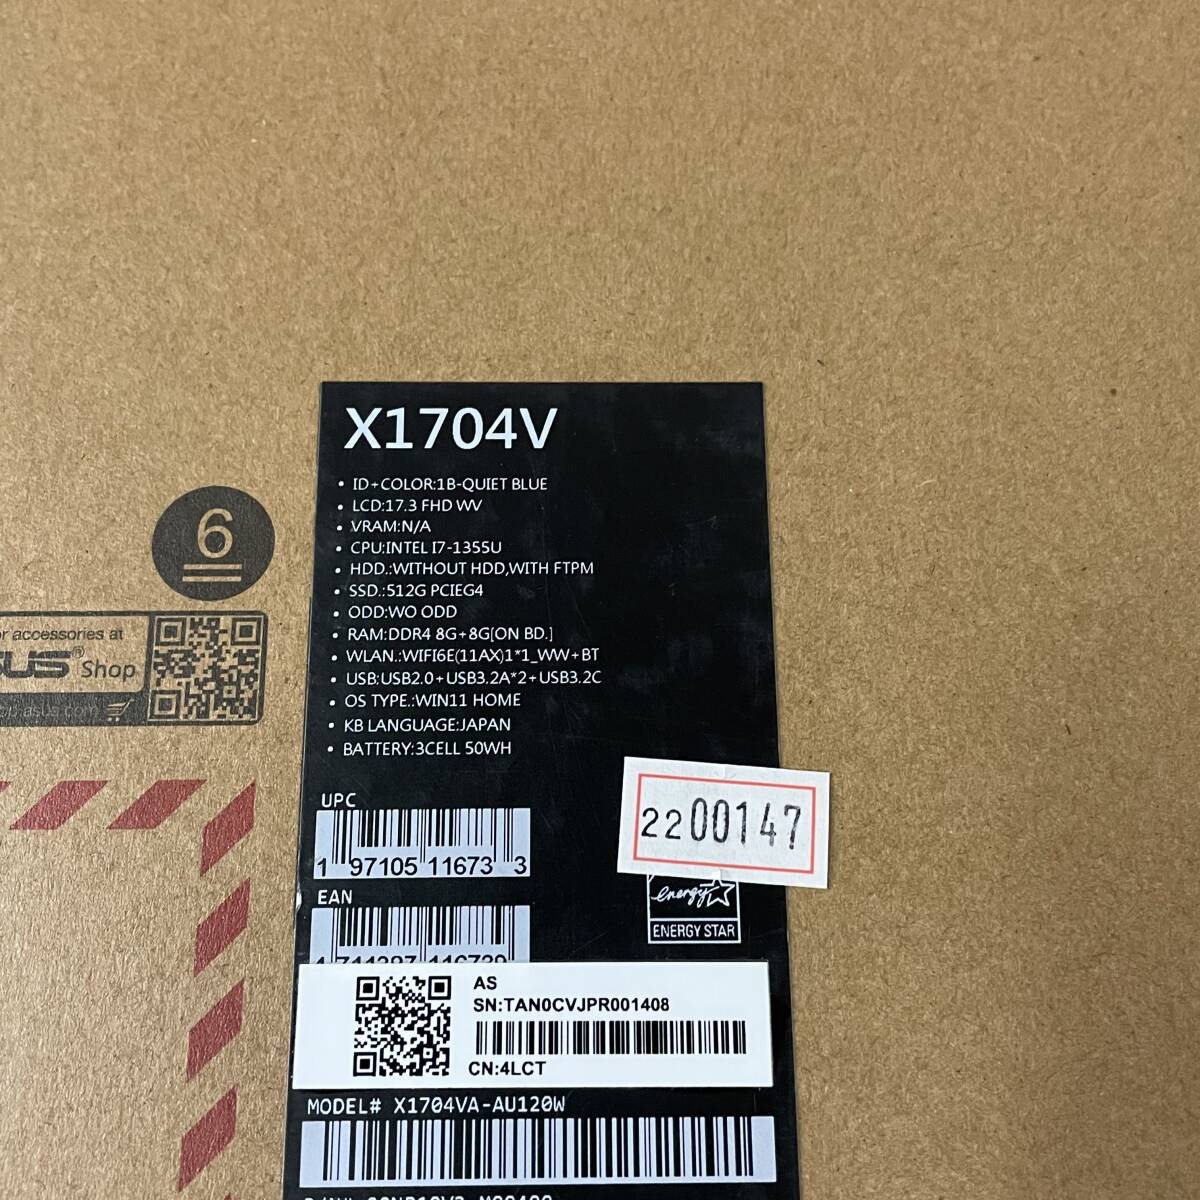 X1704V
• ID+COLOR:1B-QUIET BLUE
• LCD:17.3 FHD WV
• VRAM:N/A
• CPU:INTEL I7-1355U
• HDD.:WITHOUT HDD,WITH FTPM
• SSD.:512G PCIEG4
• ODD:WO ODD
• RAM:DDR4 8G+8G[ON BD.]
• WLAN.:WIFI6E(11AX)1*1_WW+BT
• USB:USB2.0+USB3.2A*2+USB3.2C
• OS TYPE.:WIN11 HOME
• KB LANGUAGE:JAPAN
• BATTERY:3CELL 50WH
6
accessories at
Shop
UPC
1 97105 11673 3
2200147
energy
ENERGY STAR
EAN
AS
SN:TAN0CVJPR001408
CN:4LCT
MODEL# X1704VA-AU120W